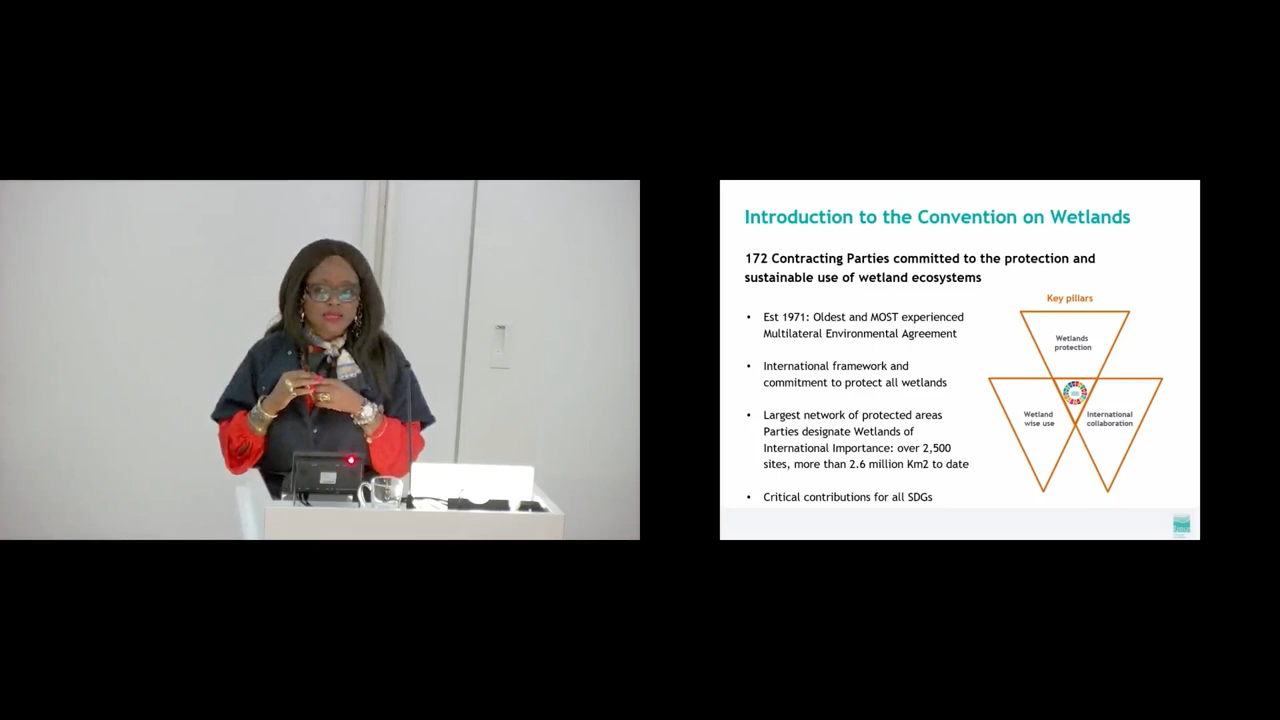 Introduction to the Convention on Wetlands
172 Contracting Parties committed to the protection and
sustainable use of wetland ecosystems
• Est 1971: Oldest and MOST experienced
Multilateral Environmental Agreement
• International framework and
commitment to protect all wetlands
• Largest network of protected areas
Parties designate Wetlands of
International Importance: over 2,500
sites, more than 2.6 million Km2 to date
• Critical contributions for all SDGs
Key pillars
Wetlands
protection
Wetland
wise use
International
collaboration